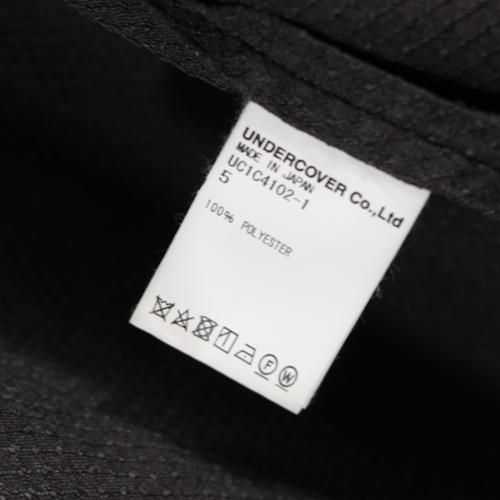 UNDERCOVER Co.,Ltd
MADE IN JAPAN
UC1C4102-1
5
100% POLYESTER
F W